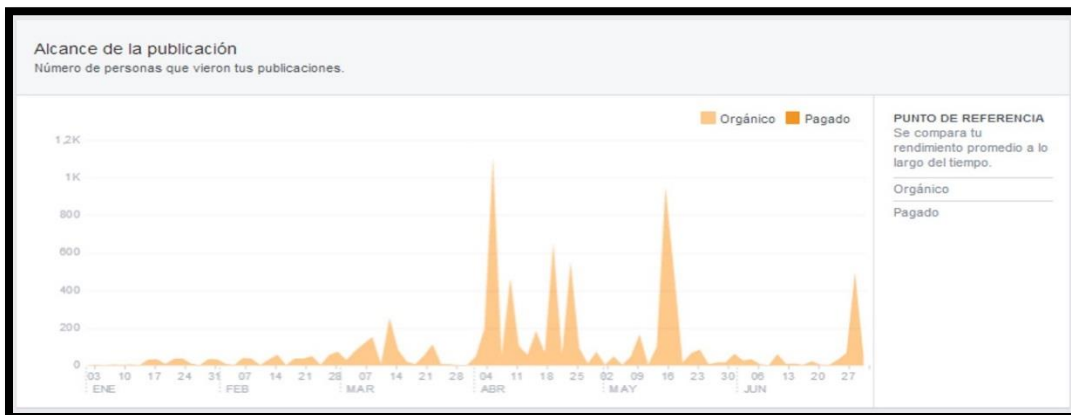 Alcance de la publicación
Número de personas que vieron tus publicaciones.
Orgánico Pagado
PUNTO DE REFERENCIA
Se compara tu
rendimiento promedio a lo
largo del tiempo.
Orgánico
Pagado
1,2K
1K
800
600
400
200
0
03 10 17 24 31 07 14 21 28 07 14 21 28 04 11 18 25 02 09 16 23 30 06 13 20 27
ENE FEB MAR ABR MAY JUN